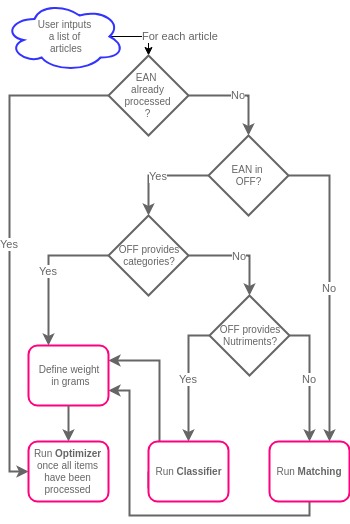 User intputs
a list of
articles
For each article
EAN
already
processed
?
No
Yes
EAN in
OFF?
Yes
No
OFF provides
categories?
Yes
No
OFF provides
Nutriments?
Yes
No
Define weight
in grams
Run Optimizer
once all items
have been
processed
Run Classifier
Run Matching